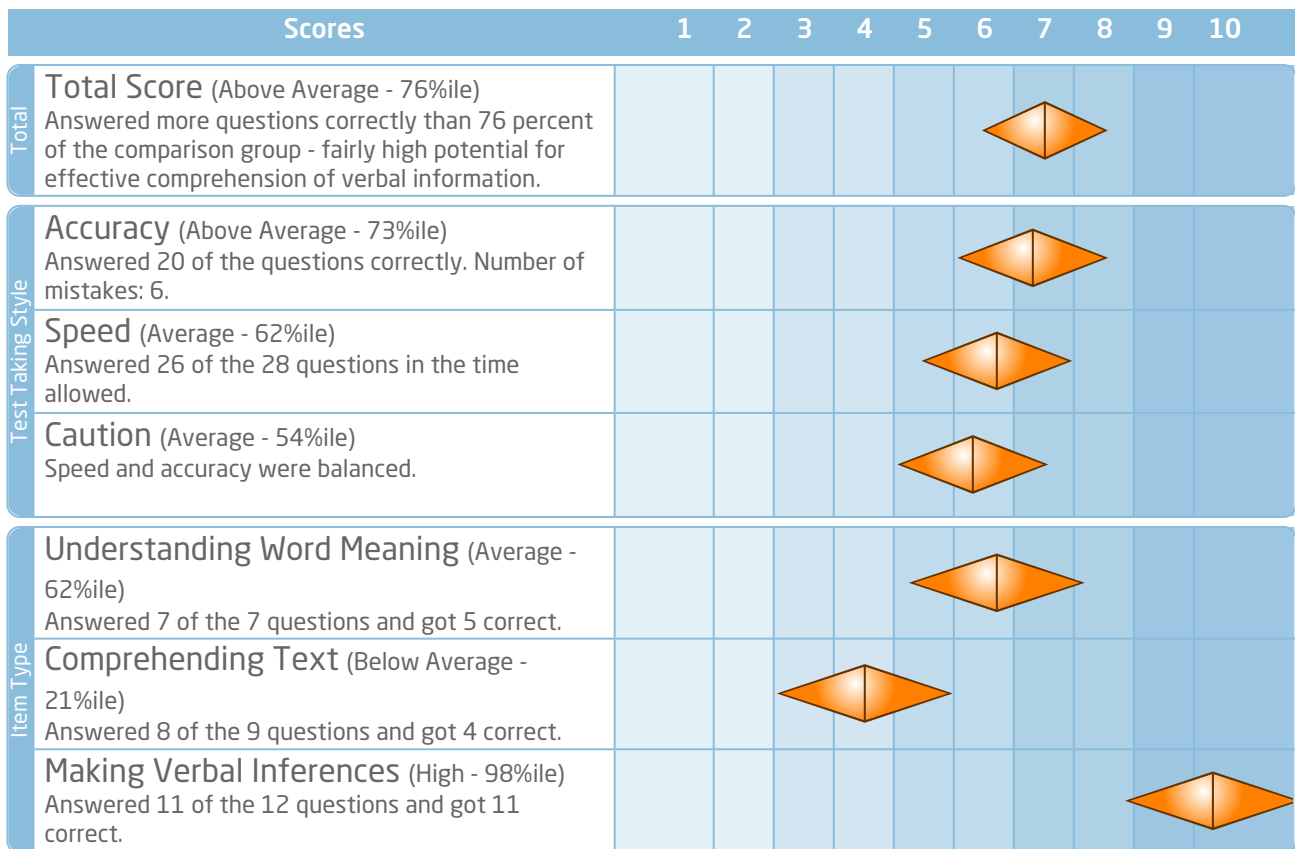 Scores 1 2 3 4 5 6 7 8 9 10
Total
Total Score (Above Average - 76%ile)
Answered more questions correctly than 76 percent
of the comparison group - fairly high potential for
effective comprehension of verbal information.
Test Taking Style
Accuracy (Above Average - 73%ile)
Answered 20 of the questions correctly. Number of
mistakes: 6.
Speed (Average - 62%ile)
Answered 26 of the 28 questions in the time
allowed.
Caution (Average - 54%ile)
Speed and accuracy were balanced.
Item Type
Understanding Word Meaning (Average -
62%ile)
Answered 7 of the 7 questions and got 5 correct.
Comprehending Text (Below Average -
21%ile)
Answered 8 of the 9 questions and got 4 correct.
Making Verbal Inferences (High - 98%ile)
Answered 11 of the 12 questions and got 11
correct.